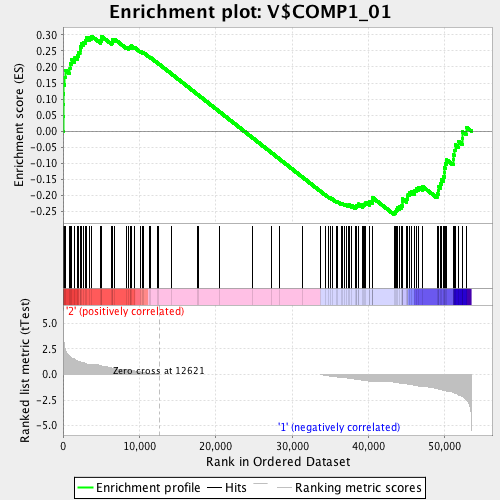 Enrichment plot: V$COMP1_01
Enrichment score (ES)
0.30
0.25
0.20
0.15
0.10
0.05
0.00
-0.05
-0.10
-0.15
-0.20
-0.25
'2' (positively correlated)
Zero cross at 12621
'1' (negatively correlated)
Ranked list metric (tTest)
5.0
2.5
0.0
-2.5
-5.0
0
10,000
20,000
30,000
40,000
50,000
Rank in Ordered Dataset
Enrichment profile
Hits
Ranking metric scores